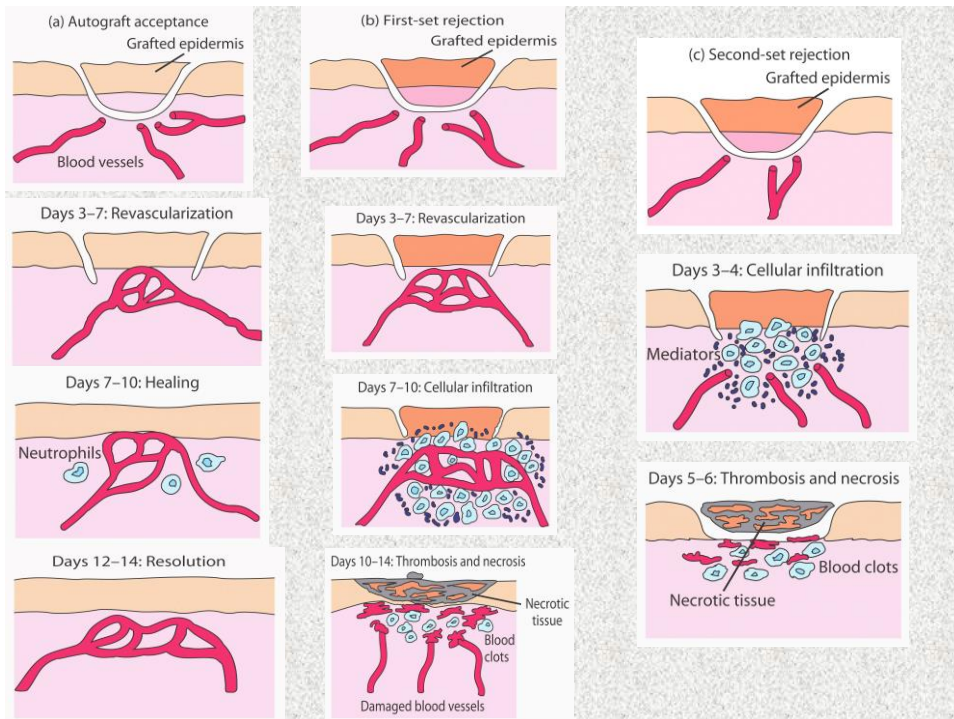 (a) Autograft acceptance
Grafted epidermis
Blood vessels
Days 3–7: Revascularization
Days 7–10: Healing
Neutrophils
Days 12–14: Resolution
(b) First-set rejection
Grafted epidermis
Days 3–7: Revascularization
Days 7–10: Cellular infiltration
Days 10–14: Thrombosis and necrosis
Necrotic
tissue
Blood
clots
Damaged blood vessels
(c) Second-set rejection
Grafted epidermis
Days 3–4: Cellular infiltration
Mediators
Days 5–6: Thrombosis and necrosis
Blood clots
Necrotic tissue